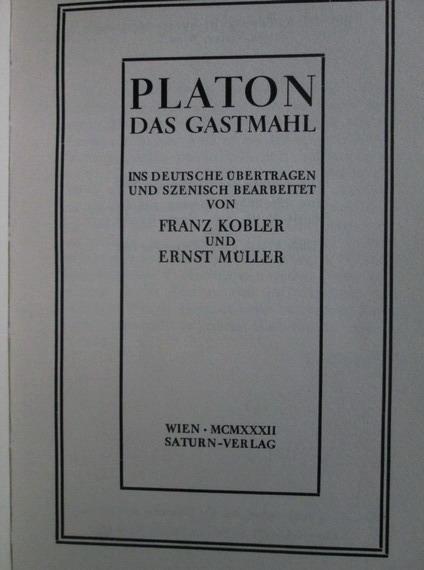 PLATON
DAS GASTMAHL
INS DEUTSCHE ÜBERTRAGEN
UND SZENISCH BEARBEITET
VON
FRANZ KOBLER
UND
ERNST MÜLLER
WIEN · MCMXXXII
SATURN-VERLAG